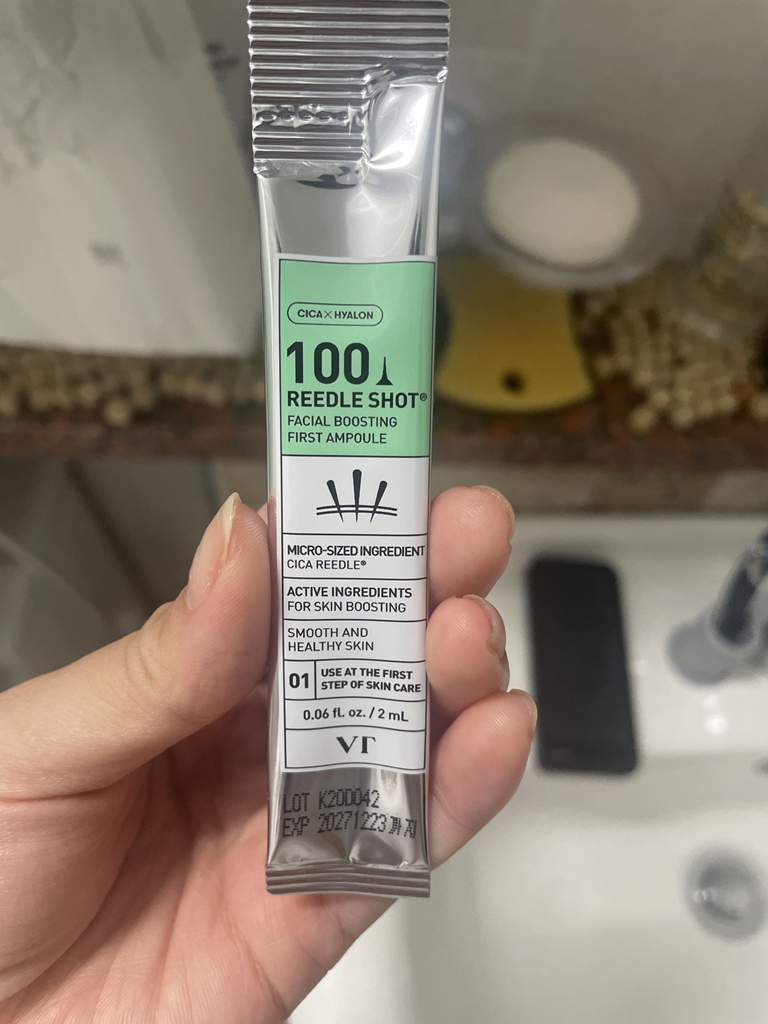 CICA×HYALON
100
REEDLE SHOT®
FACIAL BOOSTING
FIRST AMPOULE
MICRO-SIZED INGREDIENT
CICA REEDLE®
ACTIVE INGREDIENTS
FOR SKIN BOOSTING
SMOOTH AND
HEALTHY SKIN
01 USE AT THE FIRST
STEP OF SKIN CARE
0.06 fl. oz. / 2 mL
VT
LOT K20D042
EXP 20271223